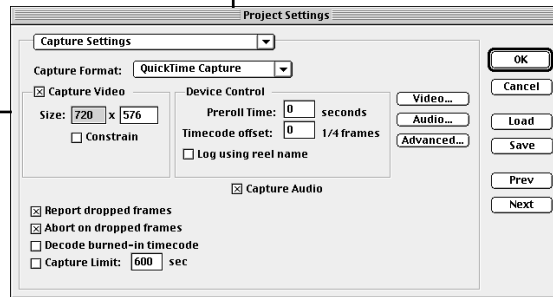 Project Settings
Capture Settings
Capture Format: QuickTime Capture
Capture Video
Size: 720 x 576
Constrain
Device Control
Preroll Time: 0 seconds
Timecode offset: 0 1/4 frames
Log using reel name
Video...
Audio...
Advanced...
Capture Audio
Report dropped frames
Abort on dropped frames
Decode burned-in timecode
Capture Limit: 600 sec
OK
Cancel
Load
Save
Prev
Next